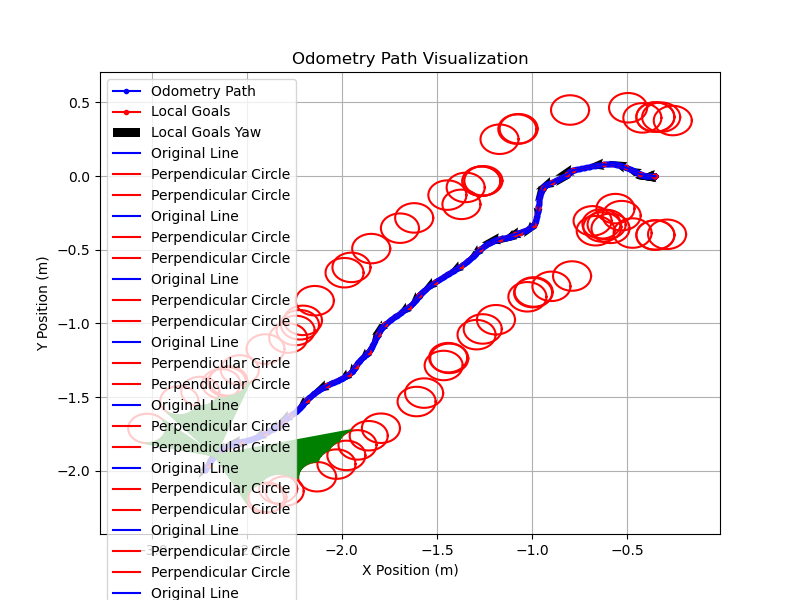 Odometry Path Visualization
Y Position (m)
0.5
0.0
−0.5
−1.0
−1.5
−2.0
Odometry Path
Local Goals
Local Goals Yaw
Original Line
Perpendicular Circle
Perpendicular Circle
Original Line
Perpendicular Circle
Perpendicular Circle
Original Line
Perpendicular Circle
Perpendicular Circle
Original Line
Perpendicular Circle
Perpendicular Circle
Original Line
Perpendicular Circle
Perpendicular Circle
Original Line
Perpendicular Circle
Perpendicular Circle
Original Line
Perpendicular Circle
Perpendicular Circle
Original Line
−2.0 −1.5 −1.0 −0.5
X Position (m)